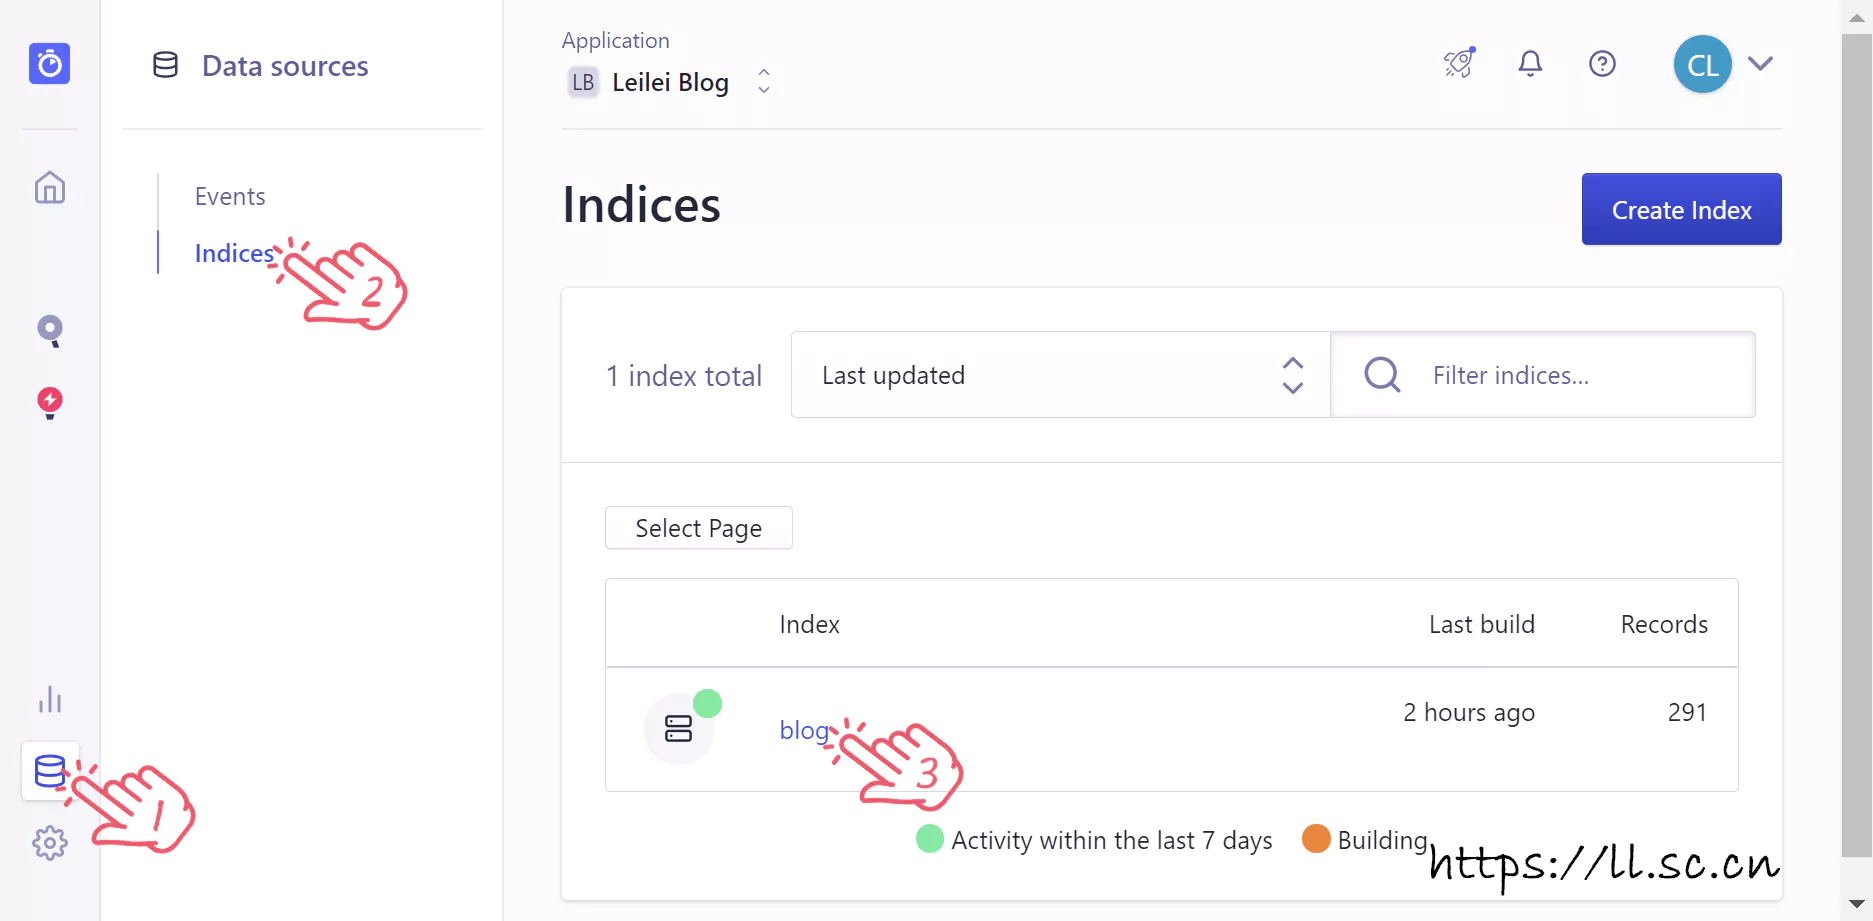 Data sources
Events
Indices
2
1
Application
LB Leilei Blog
CL
Indices
Create Index
1 index total
Last updated
Filter indices...
Select Page
Index Last build Records
blog 2 hours ago 291
3
Activity within the last 7 days Building
https://ll.sc.cn